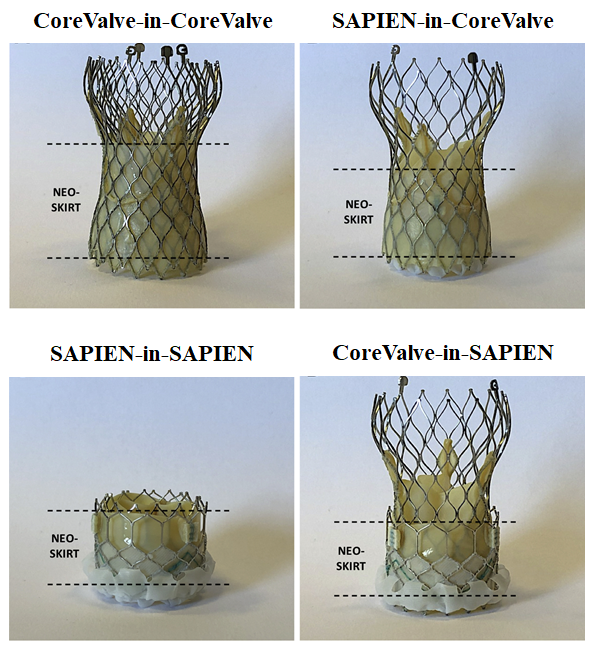 CoreValve-in-CoreValve
SAPIEN-in-CoreValve
NEO-
SKIRT
NEO-
SKIRT
SAPIEN-in-SAPIEN
CoreValve-in-SAPIEN
NEO-
SKIRT
NEO-
SKIRT